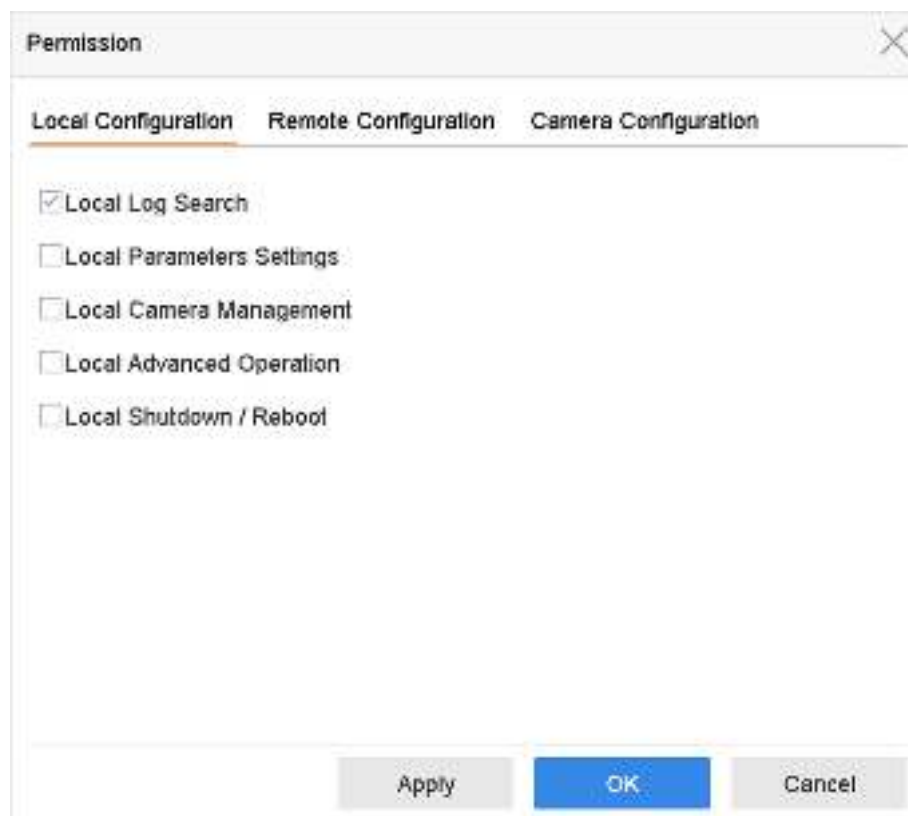 Permission
Local Configuration Remote Configuration Camera Configuration
Local Log Search
Local Parameters Settings
Local Camera Management
Local Advanced Operation
Local Shutdown / Reboot
Apply OK Cancel